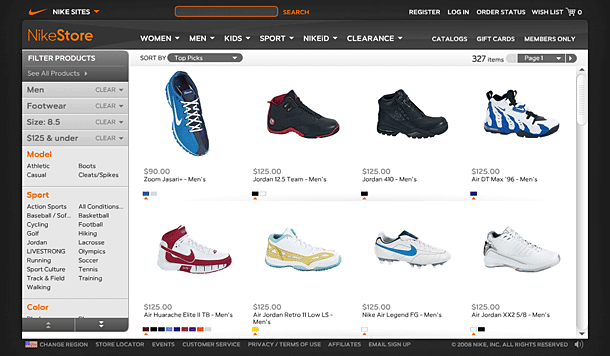 NIKE SITES
SEARCH
REGISTER LOG IN ORDER STATUS WISH LIST 0
NikeStore
WOMEN MEN KIDS SPORT NIKEiD CLEARANCE
CATALOGS GIFT CARDS MEMBERS ONLY
FILTER PRODUCTS
See All Products
Men CLEAR
Footwear CLEAR
Size: 8.5 CLEAR
$125 & under CLEAR
Model
Athletic Boots
Casual Cleats/Spikes
Sport
Action Sports All Conditions...
Baseball / Sof... Basketball
Cycling Football
Golf Hiking
Jordan Lacrosse
LIVESTRONG Olympics
Running Soccer
Sport Culture Tennis
Track & Field Training
Walking
Color
SORT BY Top Picks
327 items Page 1
$90.00
Zoom Jasari+ - Men's
$125.00
Jordan 12.5 Team - Men's
$125.00
Jordan 410 - Men's
$125.00
Air DT Max '96 - Men's
$125.00
Air Huarache Elite II TB - Men's
$125.00
Air Jordan Retro 11 Low LS - Men's
$125.00
Nike Air Legend FG - Men's
$125.00
Air Jordan XX2 5/8 - Men's
CHANGE REGION STORE LOCATOR EVENTS CUSTOMER SERVICE PRIVACY / TERMS OF USE AFFILIATES EMAIL SIGN UP
© 2008 NIKE, INC. ALL RIGHTS RESERVED